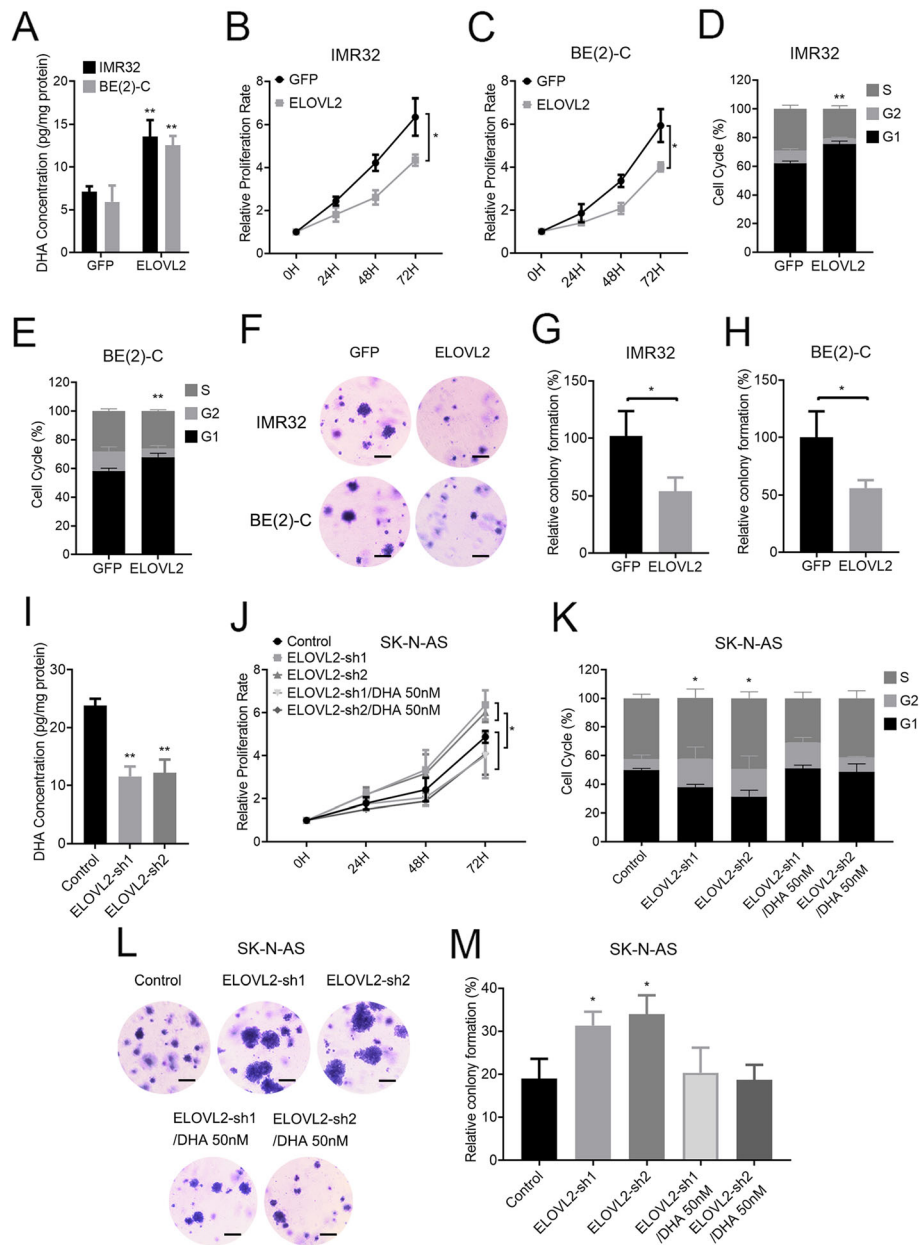 A
IMR32
BE(2)-C
DHA Concentration (pg/mg protein)
20
15
10
5
0
**
**
GFP
ELOVL2
B
IMR32
GFP
ELOVL2
Relative Proliferation Rate
8
6
4
2
0
*
0H
24H
48H
72H
C
BE(2)-C
GFP
ELOVL2
Relative Proliferation Rate
8
6
4
2
0
*
0H
24H
48H
72H
D
IMR32
Cell Cycle (%)
120
100
80
60
40
20
0
**
S
G2
G1
GFP ELOVL2
E
BE(2)-C
Cell Cycle (%)
120
100
80
60
40
20
0
**
S
G2
G1
GFP ELOVL2
F
GFP
ELOVL2
IMR32
BE(2)-C
G
IMR32
Relative conlony formation (%)
150
100
50
0
*
GFP ELOVL2
H
BE(2)-C
Relative conlony formation (%)
150
100
50
0
*
GFP ELOVL2
I
DHA Concentration (pg/mg protein)
30
20
10
0
**
**
Control
ELOVL2-sh1
ELOVL2-sh2
J
SK-N-AS
Control
ELOVL2-sh1
ELOVL2-sh2
ELOVL2-sh1/DHA 50nM
ELOVL2-sh2/DHA 50nM
Relative Proliferation Rate
8
6
4
2
0
*
0H
24H
48H
72H
K
SK-N-AS
Cell Cycle (%)
120
100
80
60
40
20
0
*
*
S
G2
G1
Control
ELOVL2-sh1
ELOVL2-sh2
ELOVL2-sh1
/DHA 50nM
ELOVL2-sh2
/DHA 50nM
L
SK-N-AS
Control
ELOVL2-sh1
ELOVL2-sh2
ELOVL2-sh1
/DHA 50nM
ELOVL2-sh2
/DHA 50nM
M
SK-N-AS
Relative conlony formation (%)
40
30
20
10
0
*
*
Control
ELOVL2-sh1
ELOVL2-sh2
ELOVL2-sh1
/DHA 50nM
ELOVL2-sh2
/DHA 50nM